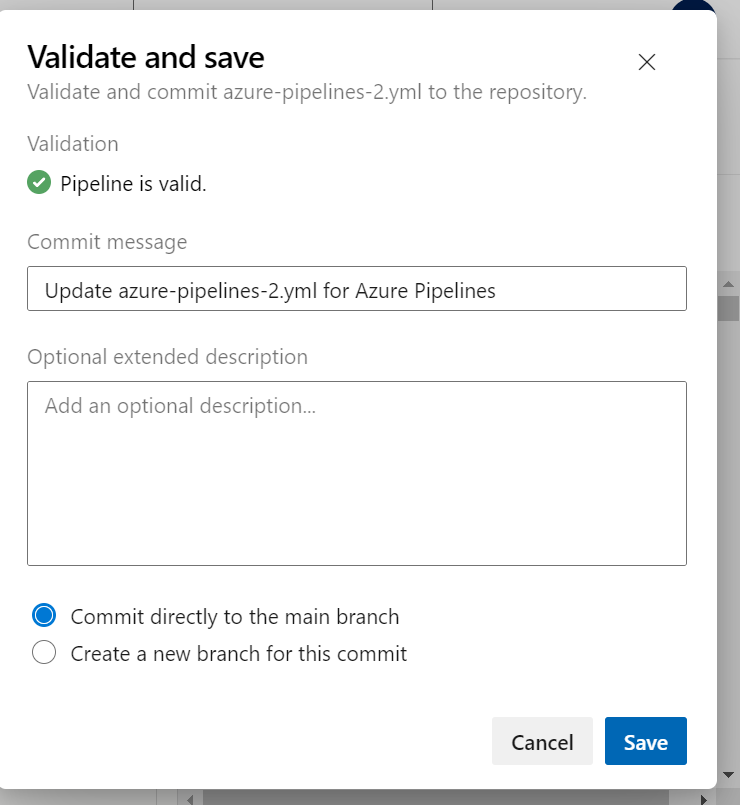 Validate and save
Validate and commit azure-pipelines-2.yml to the repository.
Validation
Pipeline is valid.
Commit message
Update azure-pipelines-2.yml for Azure Pipelines
Optional extended description
Add an optional description...
Commit directly to the main branch
Create a new branch for this commit
Cancel
Save